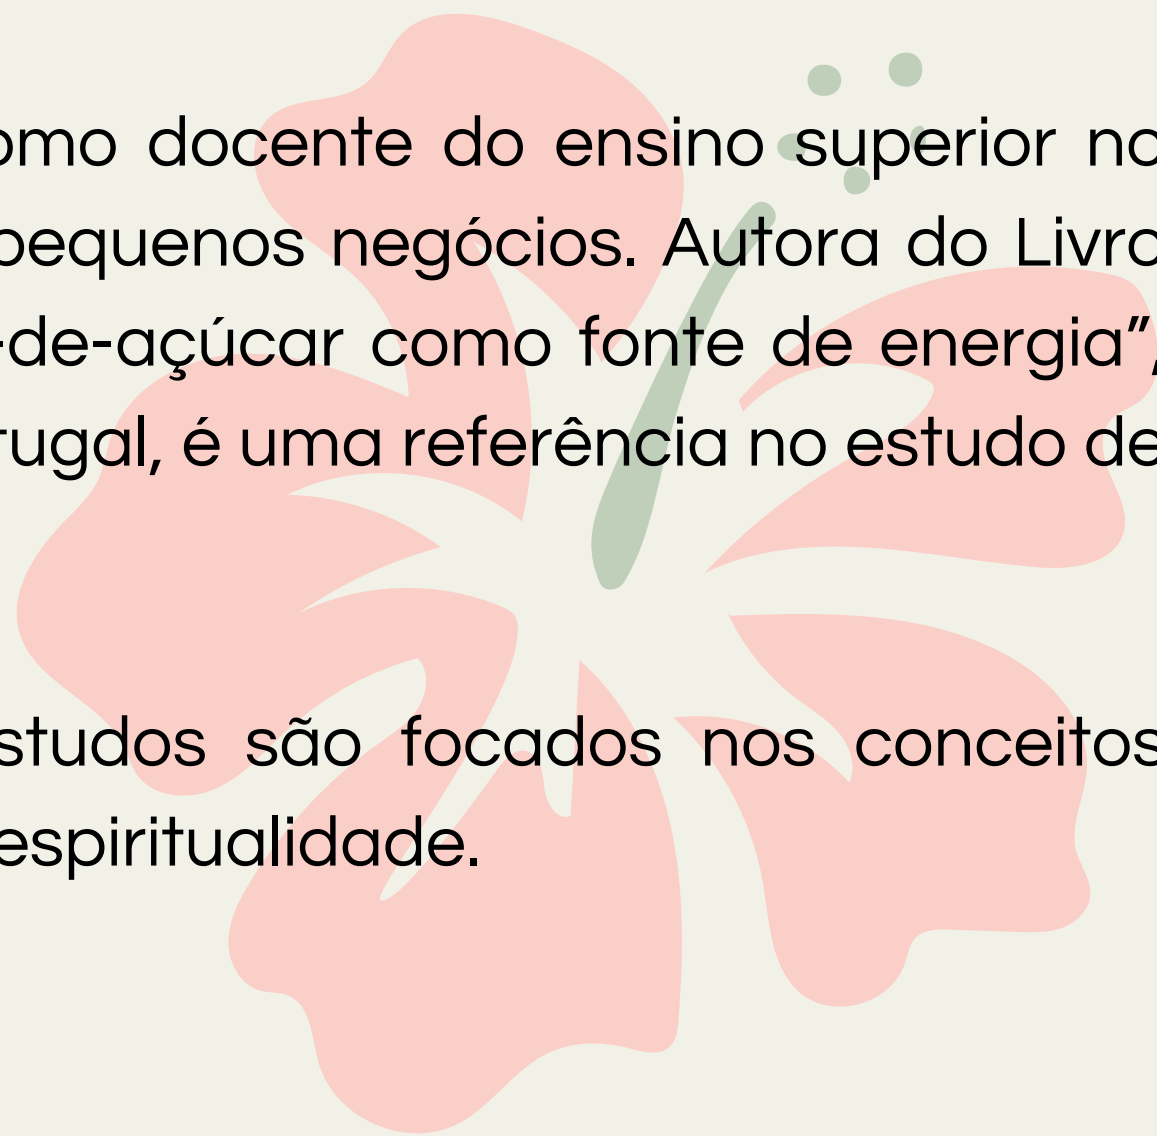 omo docente do ensino superior no
pequenos negócios. Autora do Livro
-de-açúcar como fonte de energia”,
tugal, é uma referência no estudo de
studos são focados nos conceitos
espiritualidade.